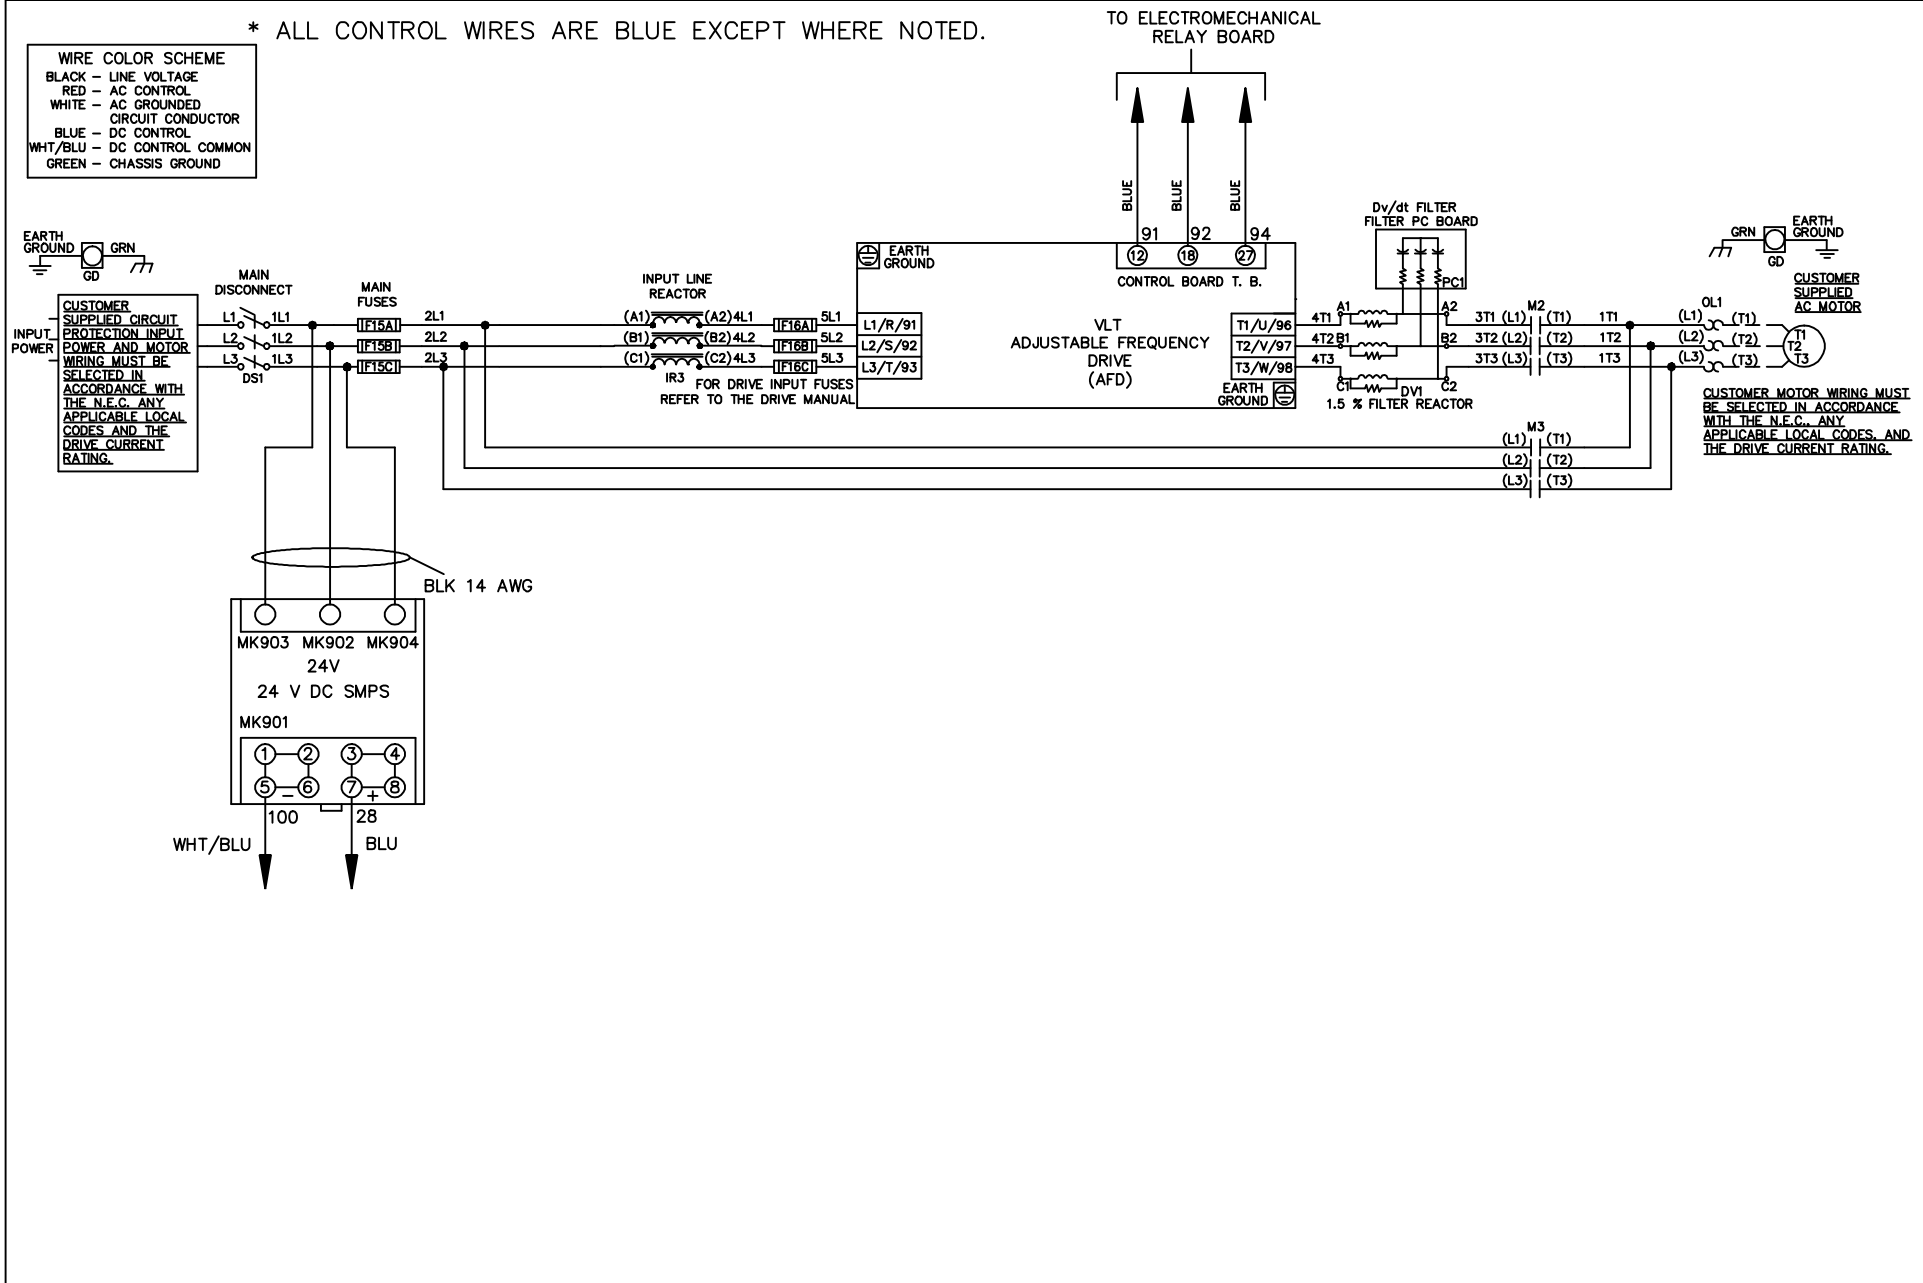 * ALL CONTROL WIRES ARE BLUE EXCEPT WHERE NOTED.
WIRE COLOR SCHEME
BLACK - LINE VOLTAGE
RED - AC CONTROL
WHITE - AC GROUNDED
CIRCUIT CONDUCTOR
BLUE - DC CONTROL
WHT/BLU - DC CONTROL COMMON
GREEN - CHASSIS GROUND
TO ELECTROMECHANICAL
RELAY BOARD
BLUE
BLUE
BLUE
91 92 94
12 18 27
CONTROL BOARD T. B.
EARTH
GROUND
GRN
GD
INPUT
POWER
CUSTOMER
SUPPLIED CIRCUIT
PROTECTION INPUT
POWER AND MOTOR
WIRING MUST BE
SELECTED IN
ACCORDANCE WITH
THE N.E.C. ANY
APPLICABLE LOCAL
CODES AND THE
DRIVE CURRENT
RATING.
MAIN
DISCONNECT
L1 1L1
L2 1L2
L3 1L3
DS1
MAIN
FUSES
F15A
F15B
F15C
2L1
2L2
2L3
INPUT LINE
REACTOR
(A1) (A2) 4L1
(B1) (B2) 4L2
(C1) (C2) 4L3
IR3
F16A 5L1
F16B 5L2
F16C 5L3
FOR DRIVE INPUT FUSES
REFER TO THE DRIVE MANUAL
EARTH
GROUND
L1/R/91
L2/S/92
L3/T/93
VLT
ADJUSTABLE FREQUENCY
DRIVE
(AFD)
T1/U/96
T2/V/97
T3/W/98
EARTH
GROUND
4T1
4T2
4T3
Dv/dt FILTER
FILTER PC BOARD
PC1
A1 A2
B1 B2
C1 C2
DV1
1.5 % FILTER REACTOR
M2
3T1 (L1) (T1) 1T1
3T2 (L2) (T2) 1T2
3T3 (L3) (T3) 1T3
M3
(L1) (T1)
(L2) (T2)
(L3) (T3)
OL1
(L1) (T1)
(L2) (T2)
(L3) (T3)
GRN
GD
EARTH
GROUND
CUSTOMER
SUPPLIED
AC MOTOR
T1
T2
T3
CUSTOMER MOTOR WIRING MUST
BE SELECTED IN ACCORDANCE
WITH THE N.E.C., ANY
APPLICABLE LOCAL CODES, AND
THE DRIVE CURRENT RATING.
BLK 14 AWG
MK903 MK902 MK904
24V
24 V DC SMPS
MK901
1 2 3 4
5 6 7 8
- +
100 28
WHT/BLU BLU